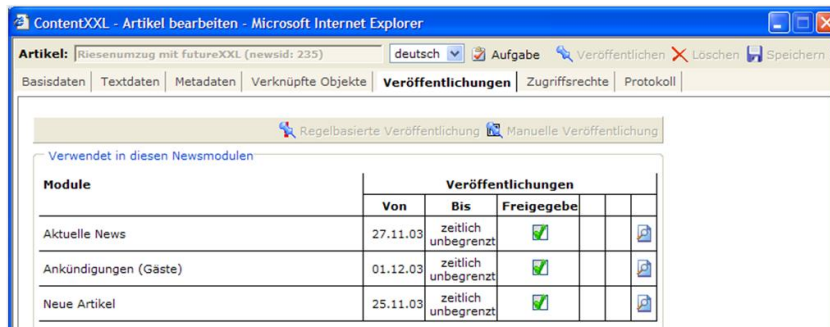 ContentXXL - Artikel bearbeiten - Microsoft Internet Explorer
Artikel: Riesenumzug mit futureXXL (newsid: 235) deutsch Aufgabe Veröffentlichen Löschen Speichern
Basisdaten Textdaten Metadaten Verknüpfte Objekte Veröffentlichungen Zugriffsrechte Protokoll
Regelbasierte Veröffentlichung Manuelle Veröffentlichung
Verwendet in diesen Newsmodulen
Module Veröffentlichungen
Von Bis Freigegebe
Aktuelle News 27.11.03 zeitlich
unbegrenzt
Ankündigungen (Gäste) 01.12.03 zeitlich
unbegrenzt
Neue Artikel 25.11.03 zeitlich
unbegrenzt